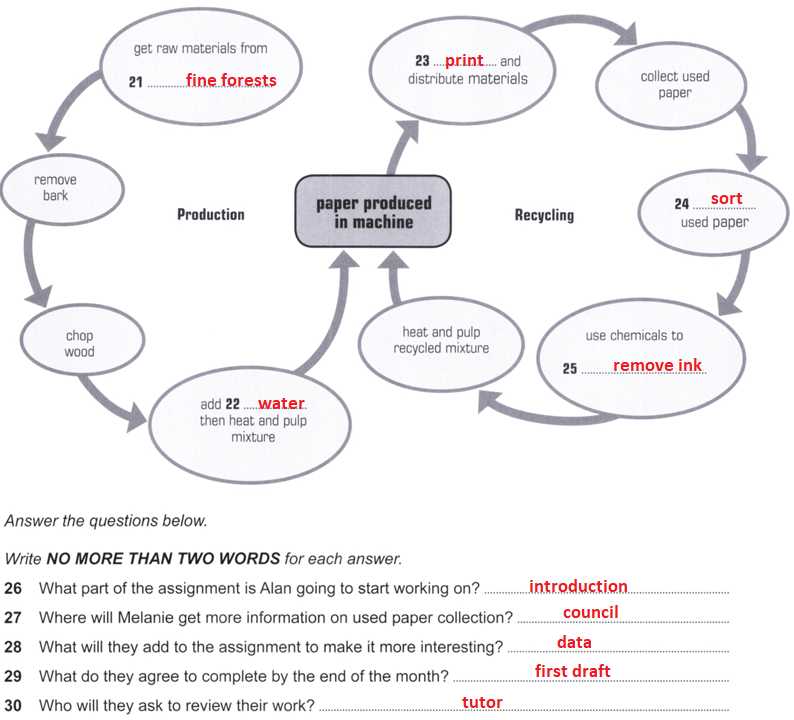 get raw materials from
21 fine forests
remove
bark
chop
wood
add 22 water
then heat and pulp
mixture
Production
paper produced
in machine
23 print and
distribute materials
collect used
paper
24 sort
used paper
use chemicals to
25 remove ink
heat and pulp
recycled mixture
Recycling
Answer the questions below.
Write NO MORE THAN TWO WORDS for each answer.
26 What part of the assignment is Alan going to start working on? introduction
27 Where will Melanie get more information on used paper collection? council
28 What will they add to the assignment to make it more interesting? data
29 What do they agree to complete by the end of the month? first draft
30 Who will they ask to review their work? tutor